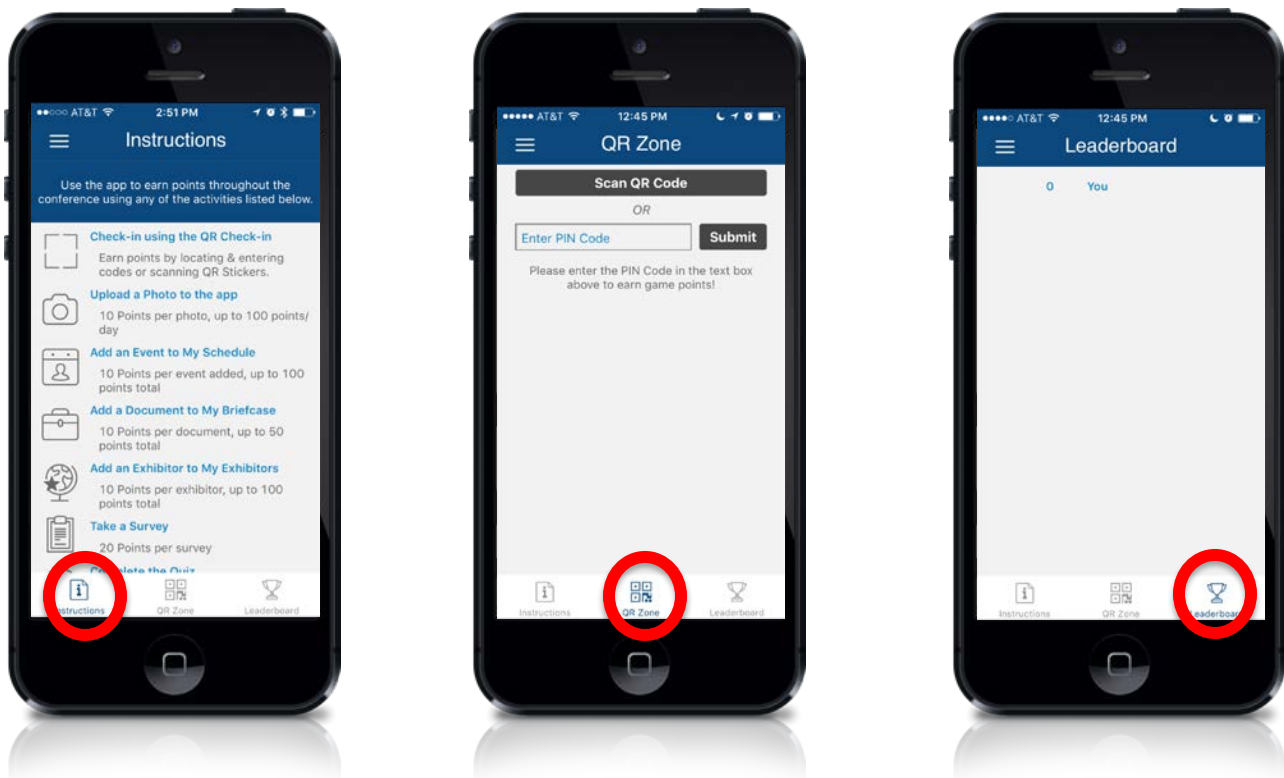 AT&T 2:51 PM
Instructions
Use the app to earn points throughout the
conference using any of the activities listed below.
Check-in using the QR Check-in
Earn points by locating & entering
codes or scanning QR Stickers.
Upload a Photo to the app
10 Points per photo, up to 100 points/
day
Add an Event to My Schedule
10 Points per event added, up to 100
points total
Add a Document to My Briefcase
10 Points per document, up to 50
points total
Add an Exhibitor to My Exhibitors
10 Points per exhibitor, up to 100
points total
Take a Survey
20 Points per survey
Complete the Quiz
Instructions QR Zone Leaderboard
AT&T 12:45 PM
QR Zone
Scan QR Code
OR
Enter PIN Code Submit
Please enter the PIN Code in the text box
above to earn game points!
Instructions QR Zone Leaderboard
AT&T 12:45 PM
Leaderboard
0 You
Instructions QR Zone Leaderboard